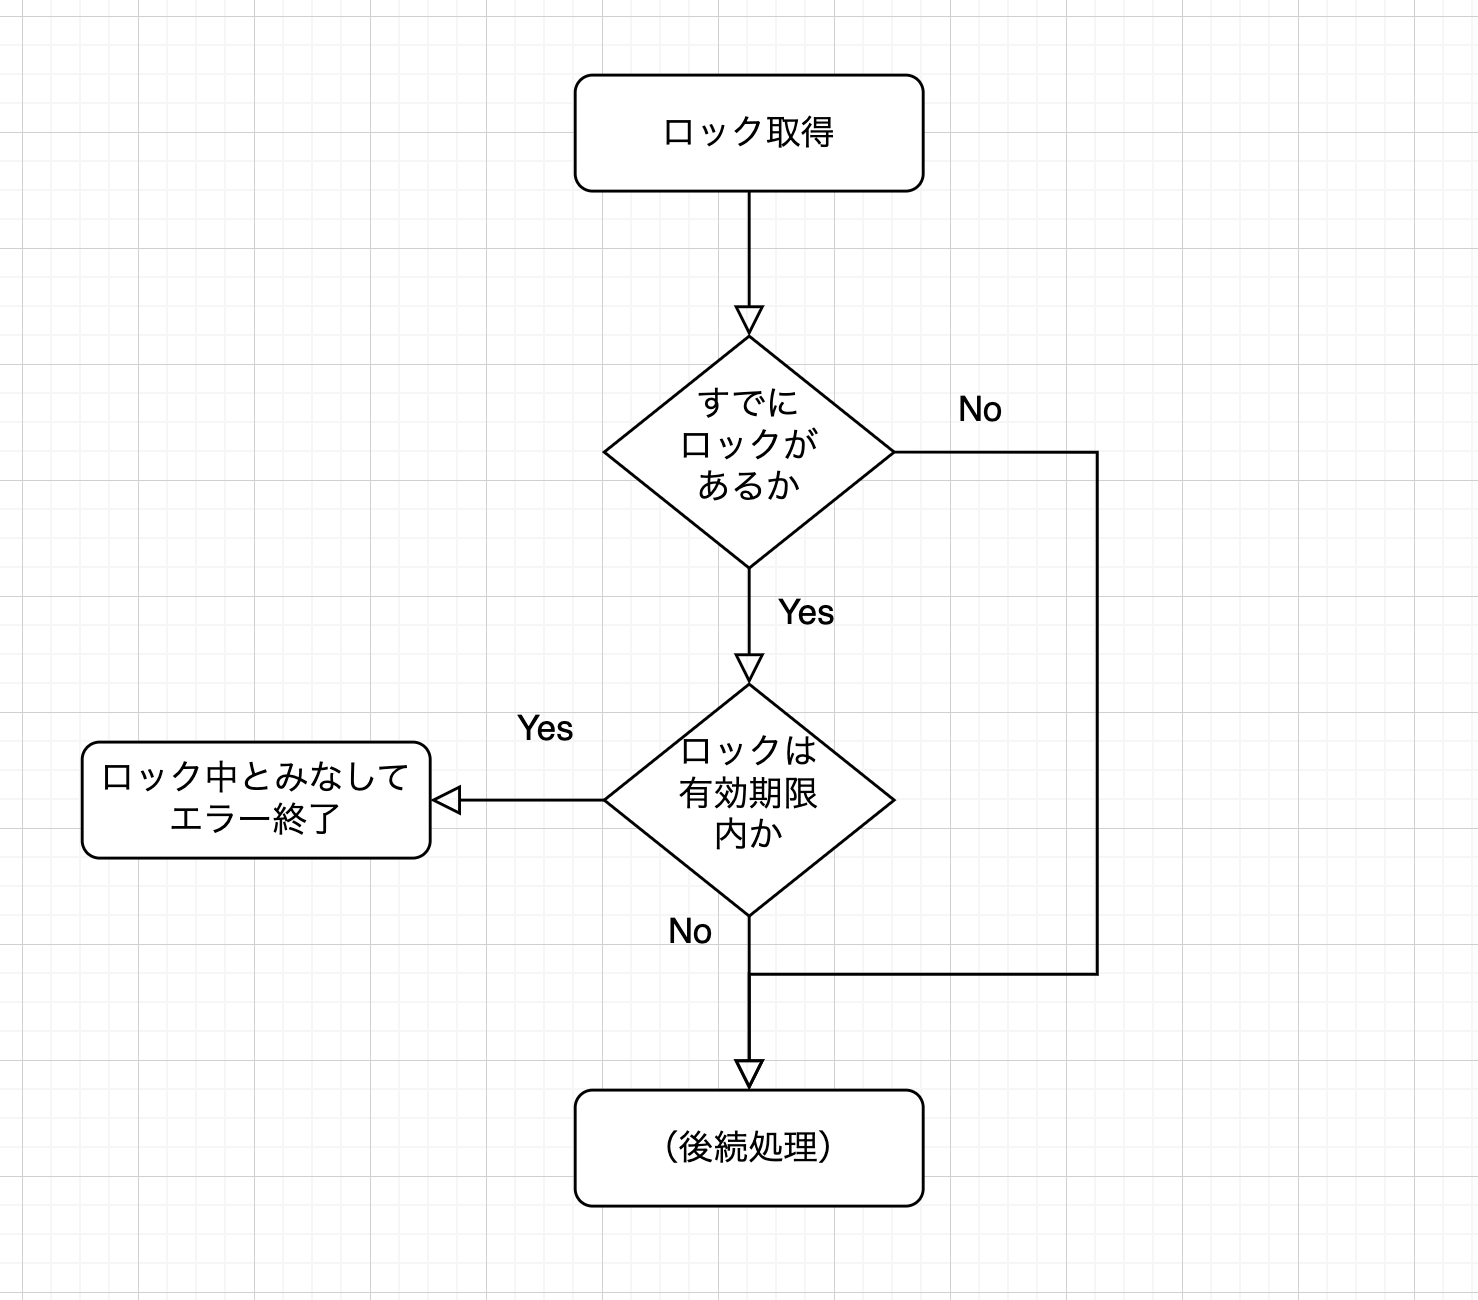 ロック取得
すでに
ロックが
あるか
No
Yes
ロックは
有効期限
内か
Yes
ロック中とみなして
エラー終了
No
（後続処理）